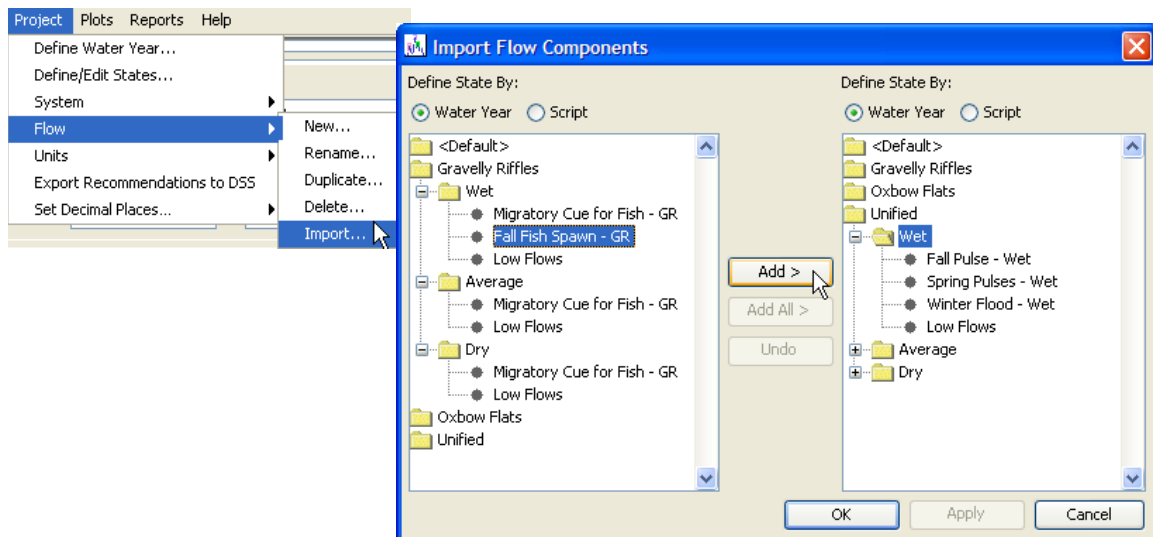 Project Plots Reports Help
Define Water Year...
Define/Edit States...
System
Flow
Units
Export Recommendations to DSS
Set Decimal Places...
New...
Rename...
Duplicate...
Delete...
Import...
Import Flow Components
Define State By:
Water Year Script
<Default>
Gravelly Riffles
Wet
Migratory Cue for Fish - GR
Fall Fish Spawn - GR
Low Flows
Average
Migratory Cue for Fish - GR
Low Flows
Dry
Migratory Cue for Fish - GR
Low Flows
Oxbow Flats
Unified
Add >
Add All >
Undo
Define State By:
Water Year Script
<Default>
Gravelly Riffles
Oxbow Flats
Unified
Wet
Fall Pulse - Wet
Spring Pulses - Wet
Winter Flood - Wet
Low Flows
Average
Dry
OK Apply Cancel